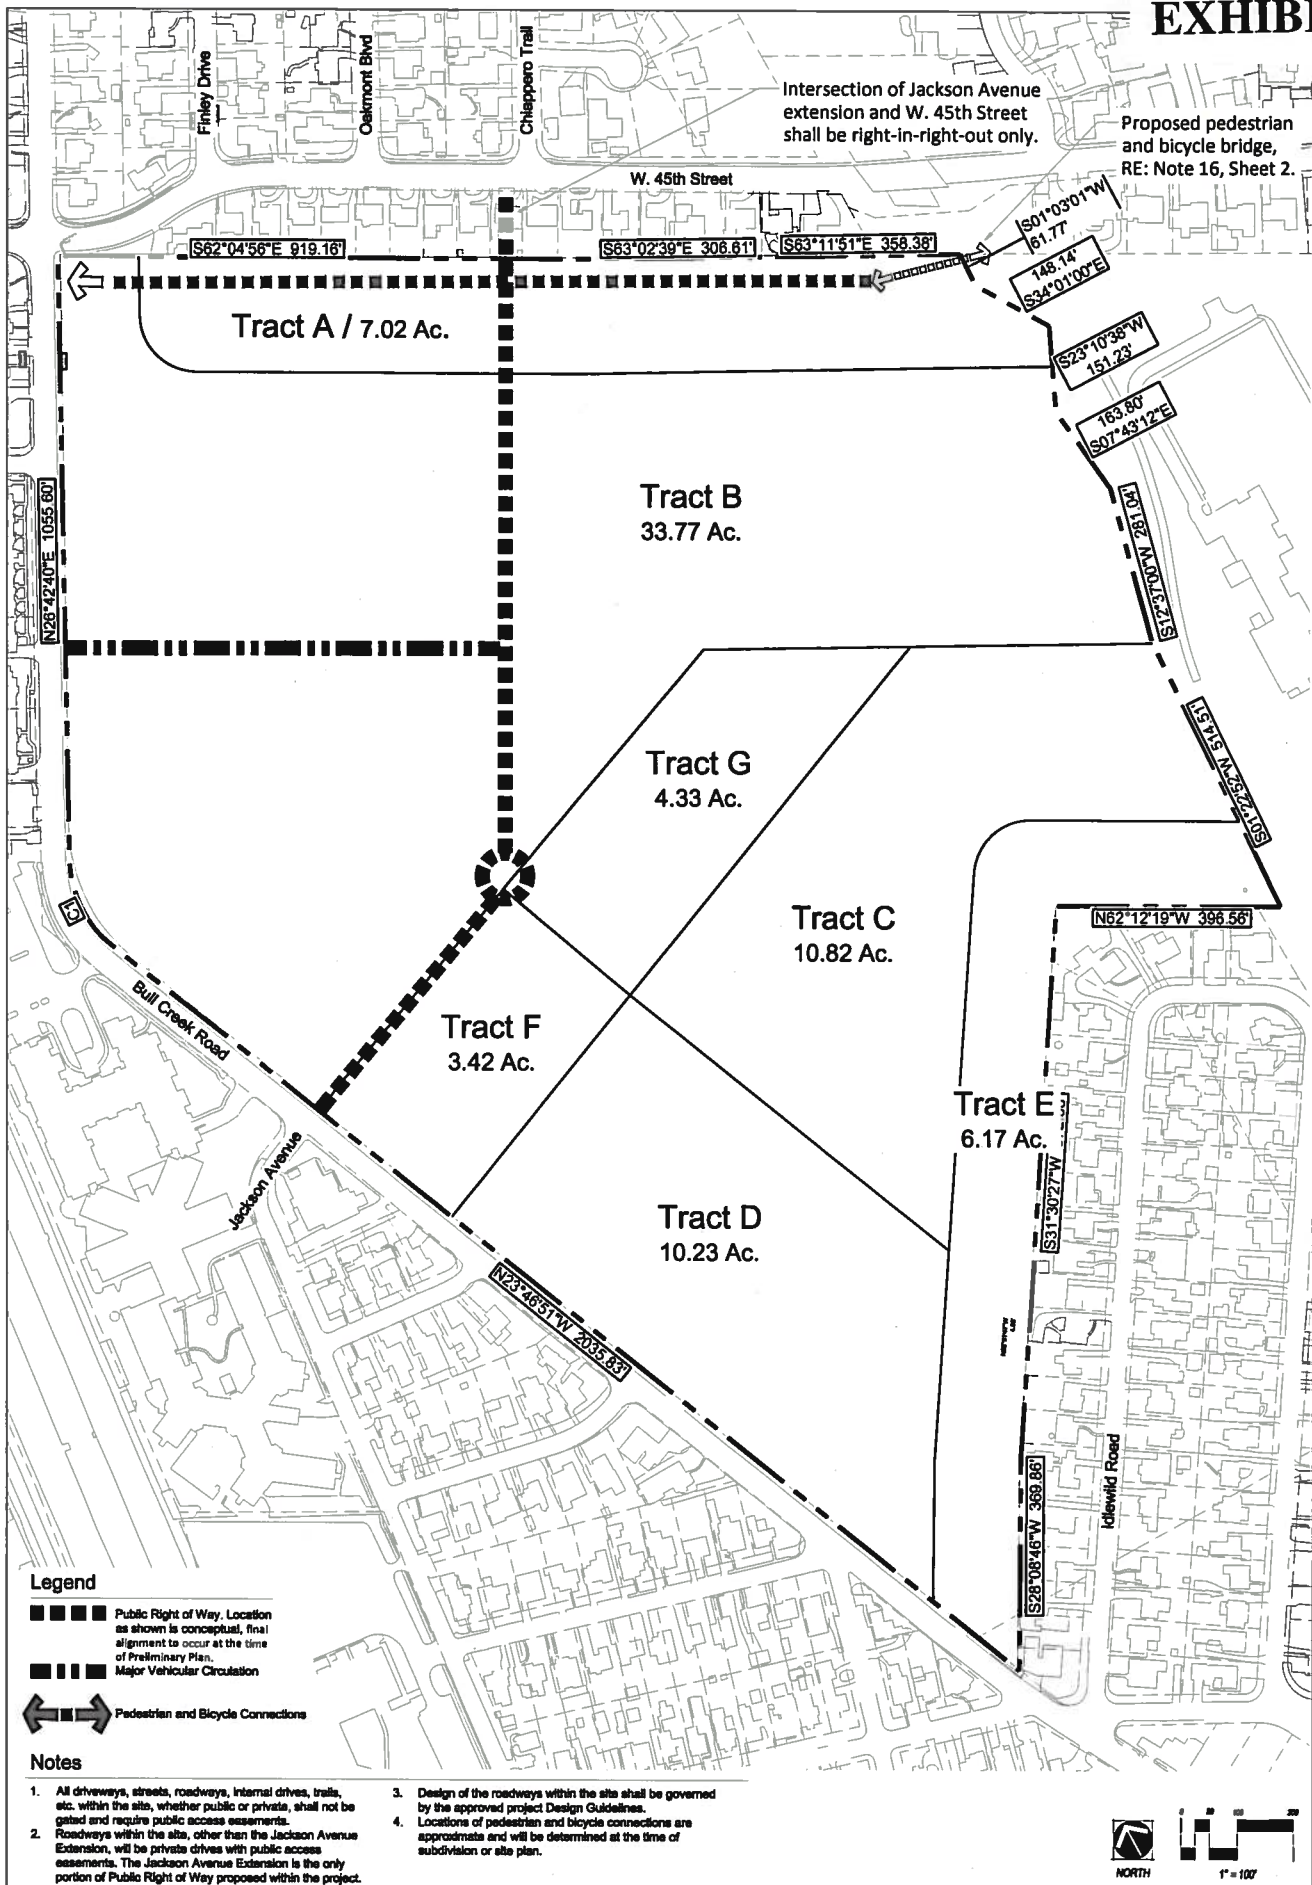 EXHIBI
Finley Drive
Oakmont Blvd
Chiappero Trail
Intersection of Jackson Avenue
extension and W. 45th Street
shall be right-in-right-out only.
Proposed pedestrian
and bicycle bridge,
RE: Note 16, Sheet 2.
W. 45th Street
S62°04'56"E 919.16'
S63°02'39"E 306.61'
S63°11'51"E 358.38'
S01°03'01"W
61.77'
148.14'
S34°01'00"E
Tract A / 7.02 Ac.
S23°10'38"W
151.23'
163.80'
S07°43'12"E
N26°42'40"E 1055.60'
Tract B
33.77 Ac.
S12°37'00"W 281.04'
Tract G
4.33 Ac.
S01°22'52"W 514.51'
C1
Tract C
10.82 Ac.
N62°12'19"W 396.56'
Bull Creek Road
Tract F
3.42 Ac.
Tract E
6.17 Ac.
S31°30'27"W
Jackson Avenue
Tract D
10.23 Ac.
N23°46'51"W 2035.83'
Idlewild Road
S28°08'46"W 369.86'
Legend
Public Right of Way. Location
as shown is conceptual, final
alignment to occur at the time
of Preliminary Plan.
Major Vehicular Circulation
Pedestrian and Bicycle Connections
Notes
1. All driveways, streets, roadways, internal drives, trails,
etc. within the site, whether public or private, shall not be
gated and require public access easements.
2. Roadways within the site, other than the Jackson Avenue
Extension, will be private drives with public access
easements. The Jackson Avenue Extension is the only
portion of Public Right of Way proposed within the project.
3. Design of the roadways within the site shall be governed
by the approved project Design Guidelines.
4. Locations of pedestrian and bicycle connections are
approximate and will be determined at the time of
subdivision or site plan.
NORTH
0 50 100 200
1" = 100'